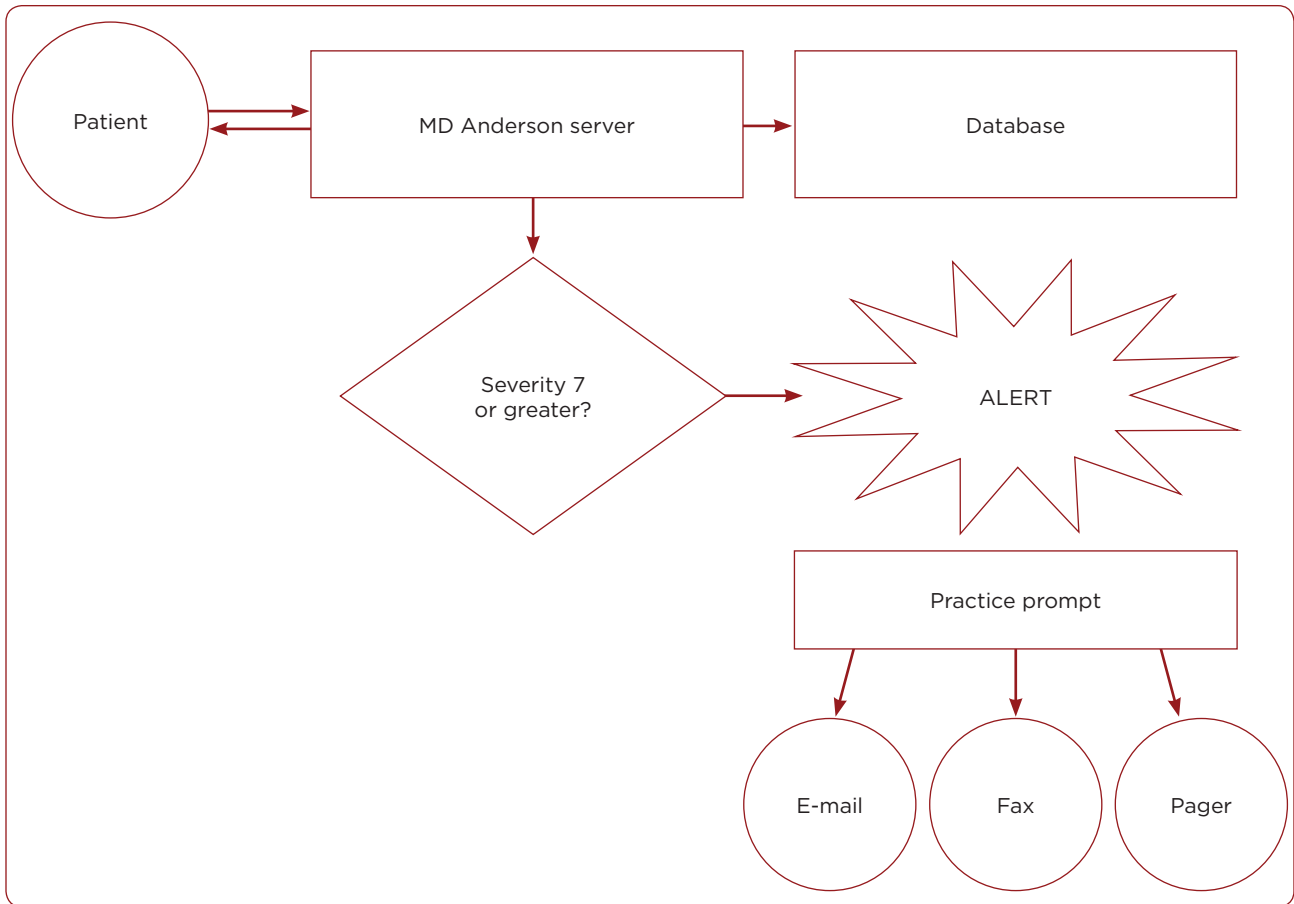 Patient
MD Anderson server
Database
Severity 7
or greater?
ALERT
Practice prompt
E-mail
Fax
Pager